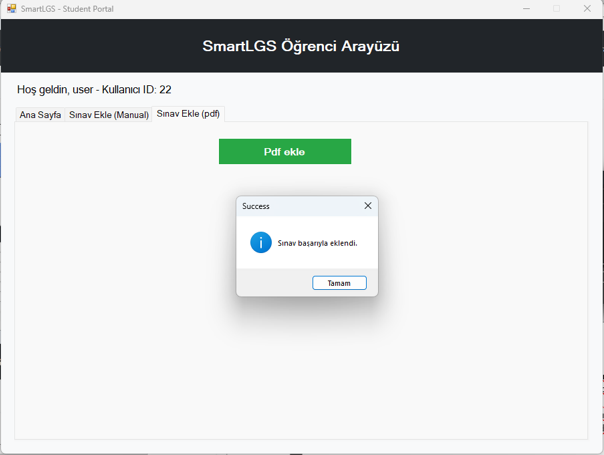 SmartLGS - Student Portal
SmartLGS Öğrenci Arayüzü
Hoş geldin, user - Kullanıcı ID: 22
Ana Sayfa Sınav Ekle (Manual) Sınav Ekle (pdf)
Pdf ekle
Success
Sınav başarıyla eklendi.
Tamam